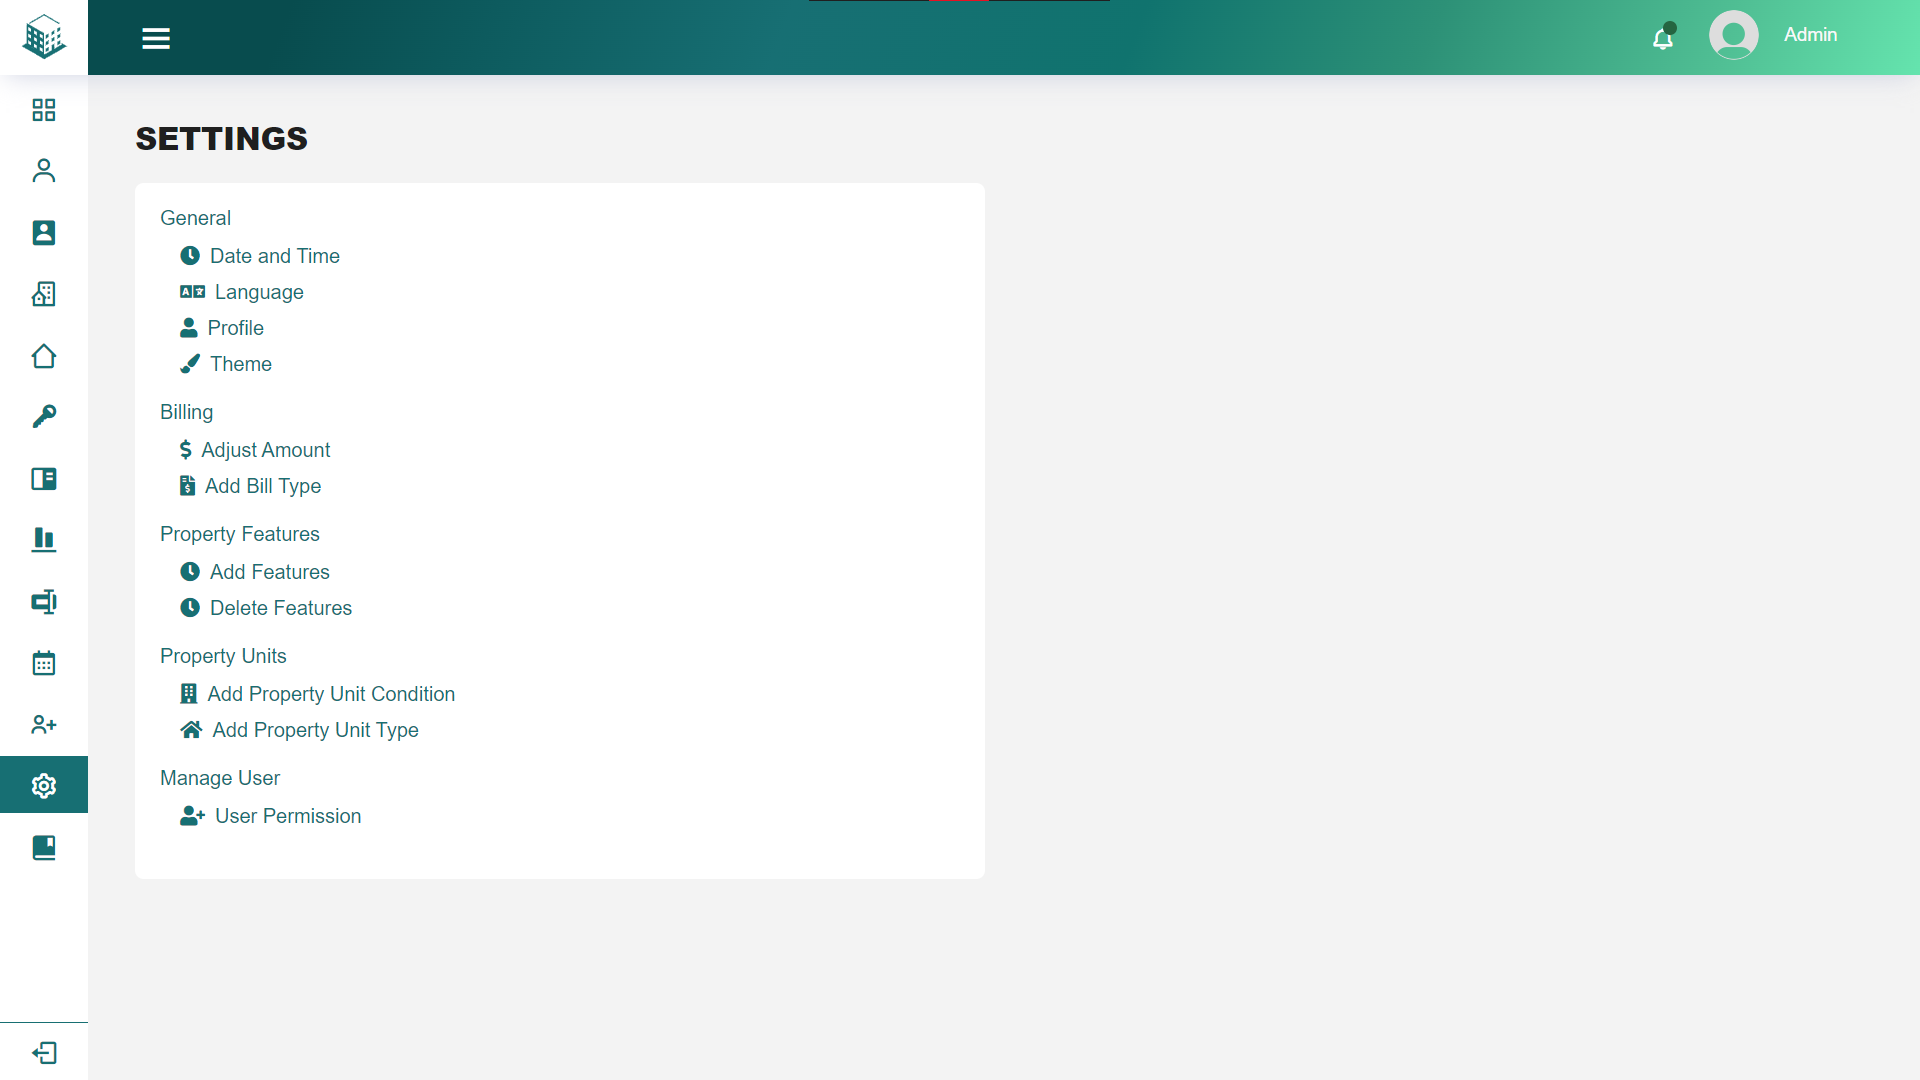 Admin
SETTINGS
General
Date and Time
Language
Profile
Theme
Billing
Adjust Amount
Add Bill Type
Property Features
Add Features
Delete Features
Property Units
Add Property Unit Condition
Add Property Unit Type
Manage User
User Permission